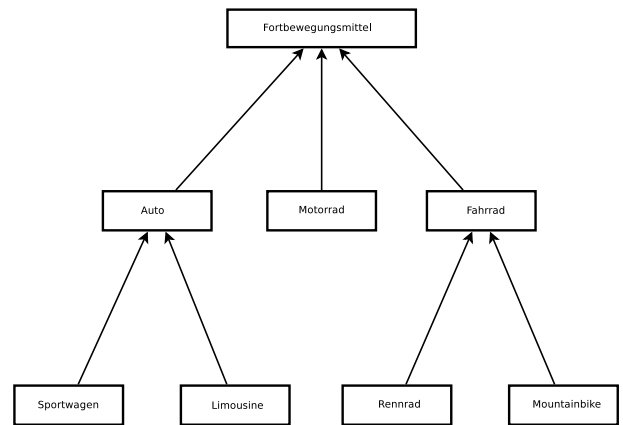 Fortbewegungsmittel
Auto
Motorrad
Fahrrad
Sportwagen
Limousine
Rennrad
Mountainbike